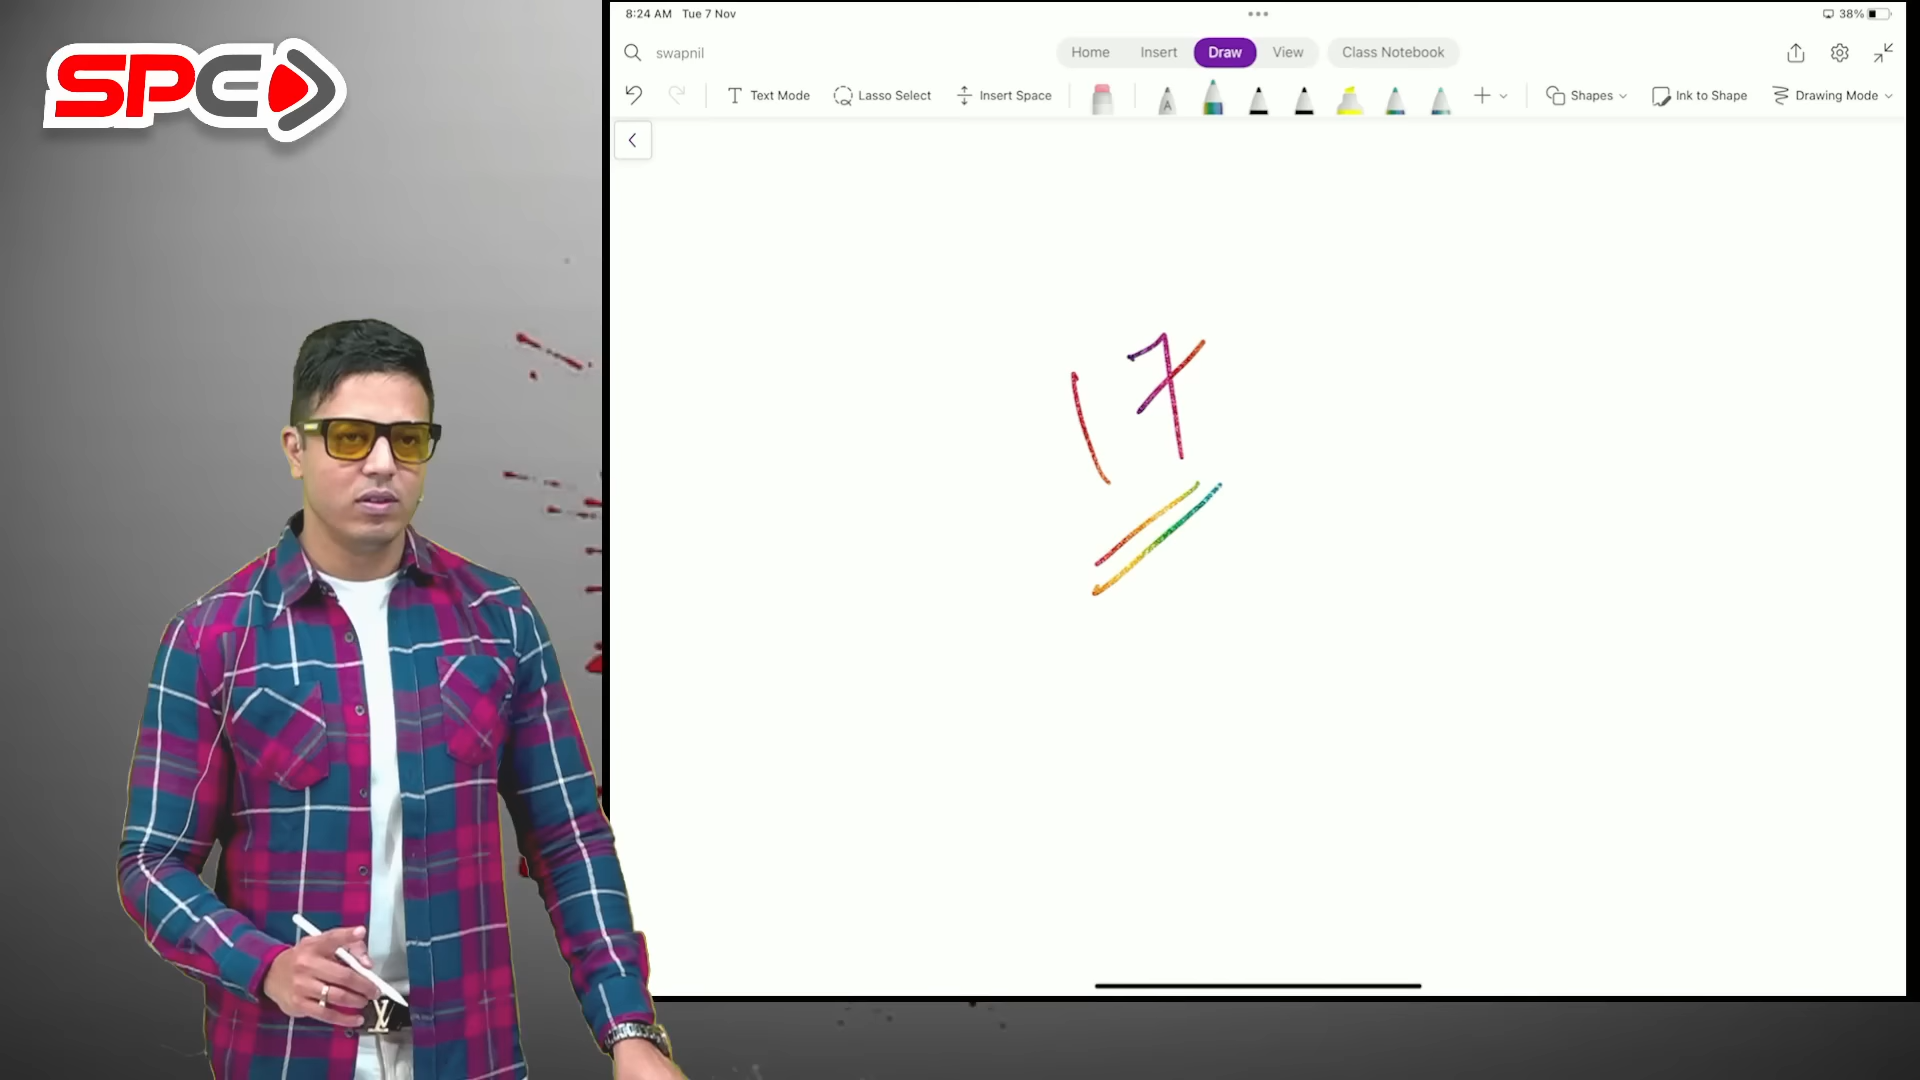 SPE
8:24 AM Tue 7 Nov
38%
swapnil
Home Insert Draw View Class Notebook
Text Mode Lasso Select Insert Space A Shapes Ink to Shape Drawing Mode
17
LV